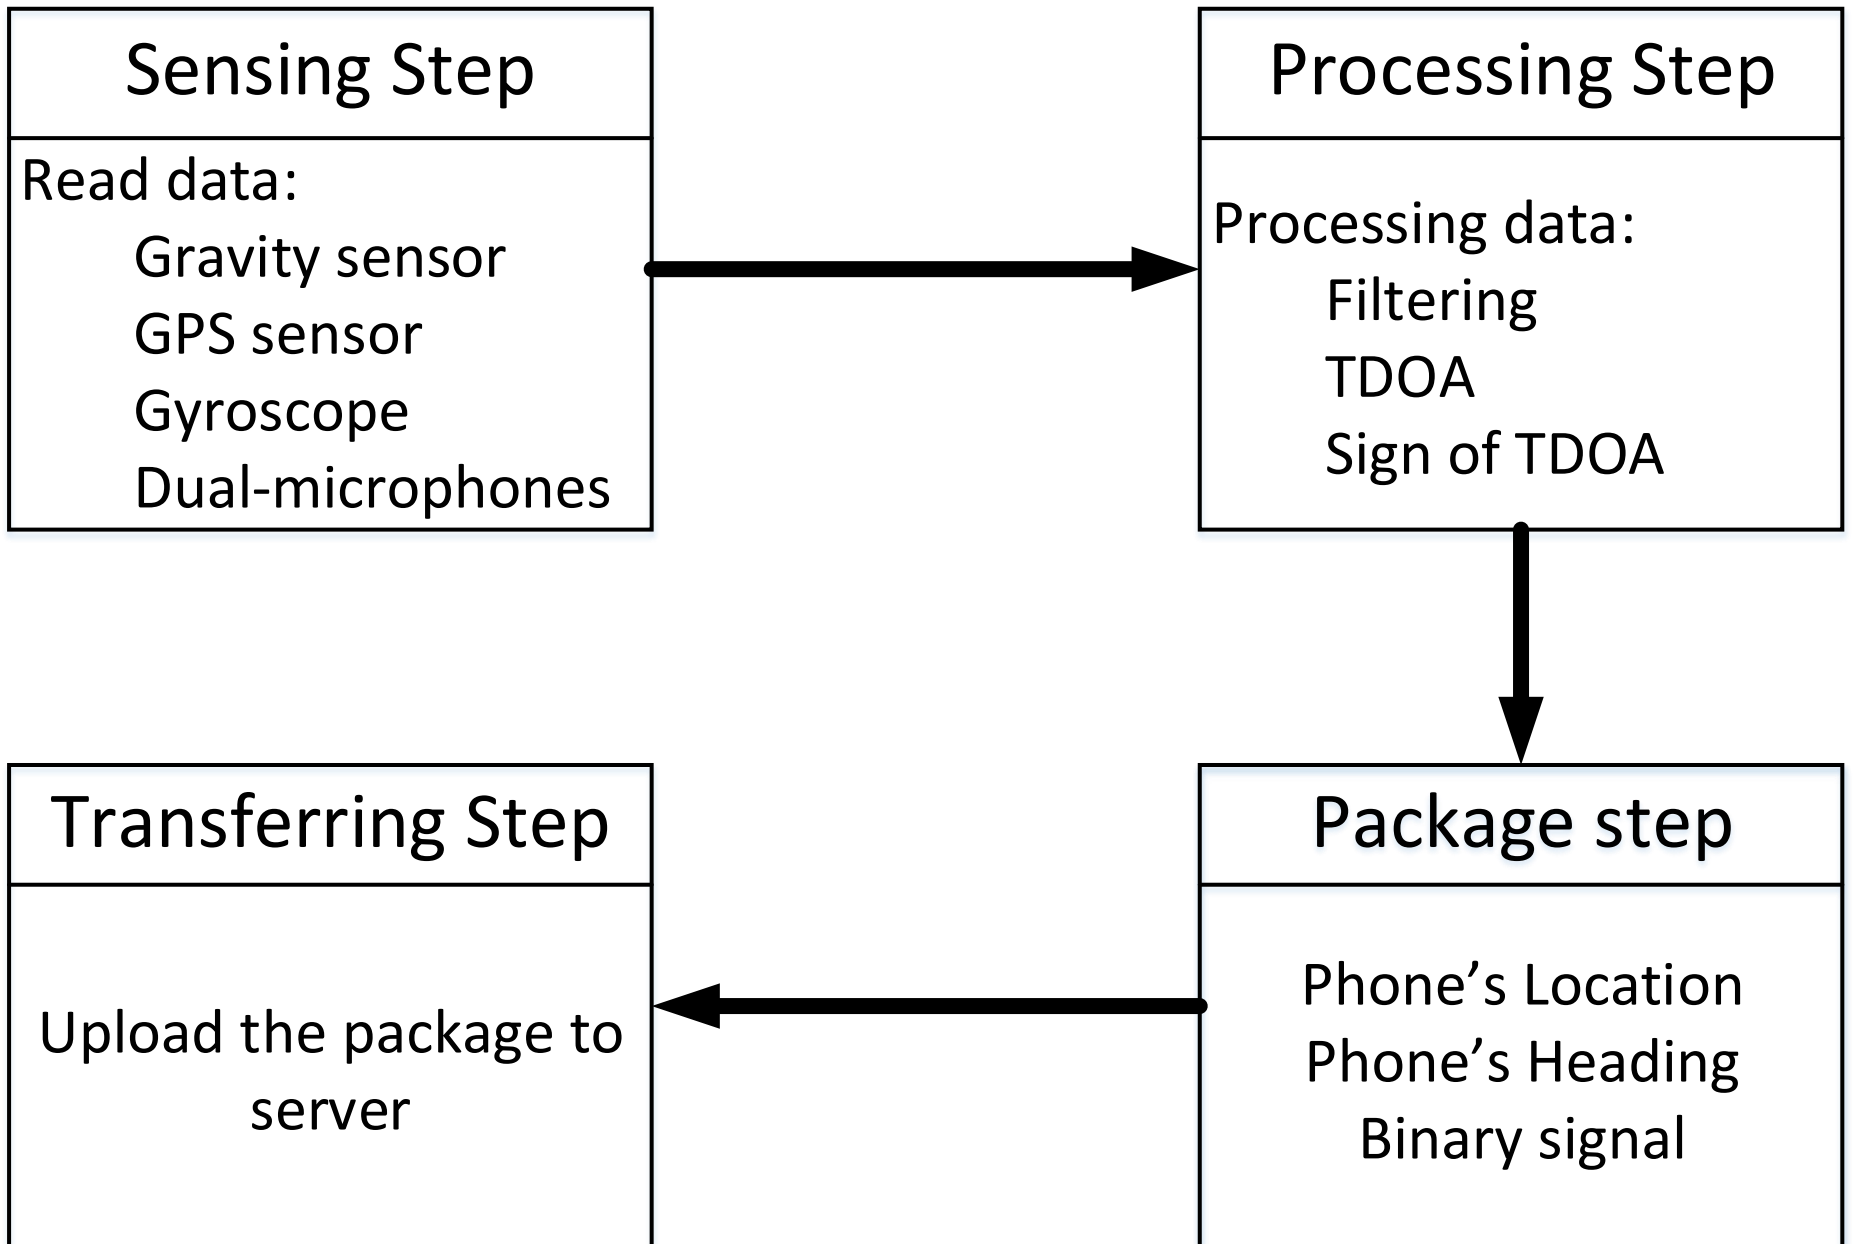 Sensing Step
Read data:
Gravity sensor
GPS sensor
Gyroscope
Dual-microphones
Processing Step
Processing data:
Filtering
TDOA
Sign of TDOA
Package step
Phone’s Location
Phone’s Heading
Binary signal
Transferring Step
Upload the package to
server